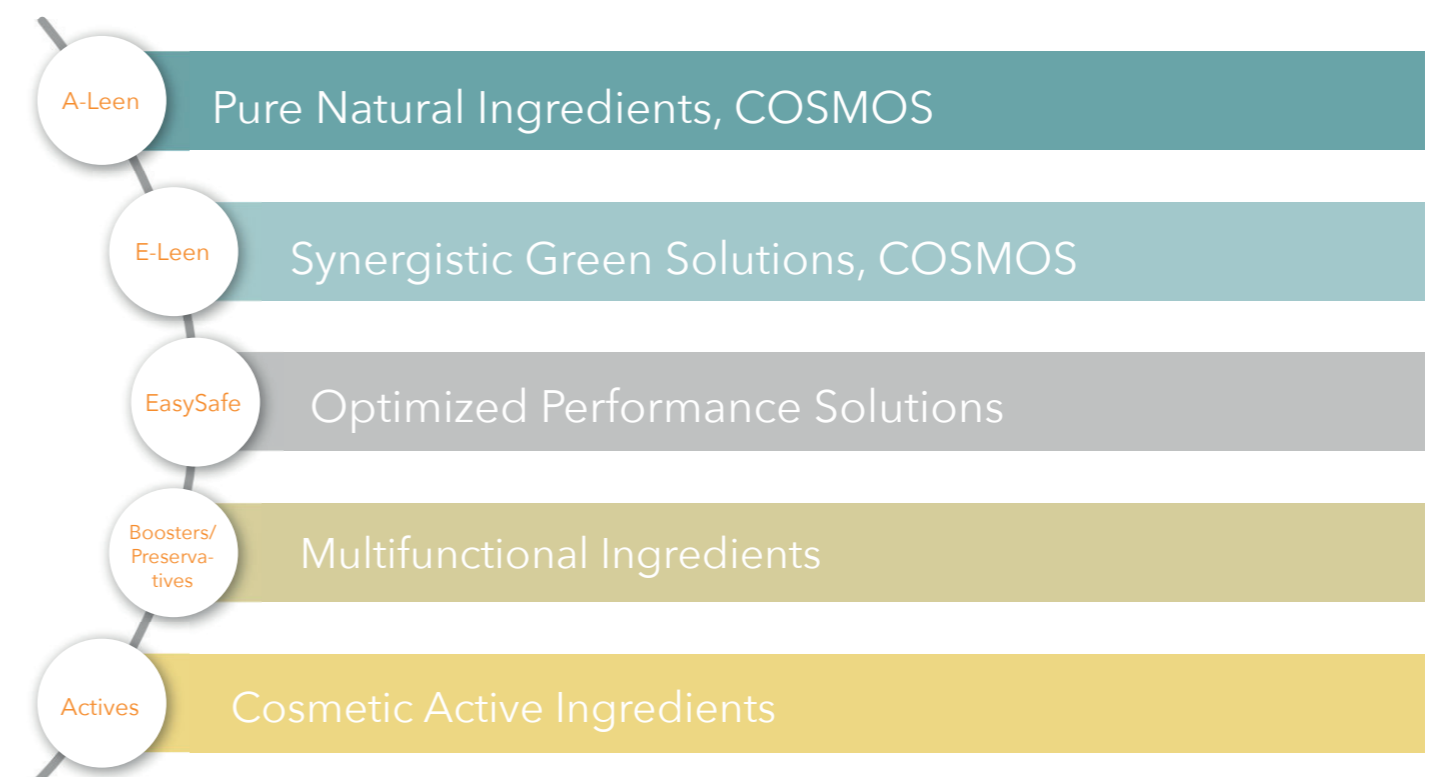 A-Leen
Pure Natural Ingredients, COSMOS
E-Leen
Synergistic Green Solutions, COSMOS
EasySafe
Optimized Performance Solutions
Boosters/
Preserva-
tives
Multifunctional Ingredients
Actives
Cosmetic Active Ingredients